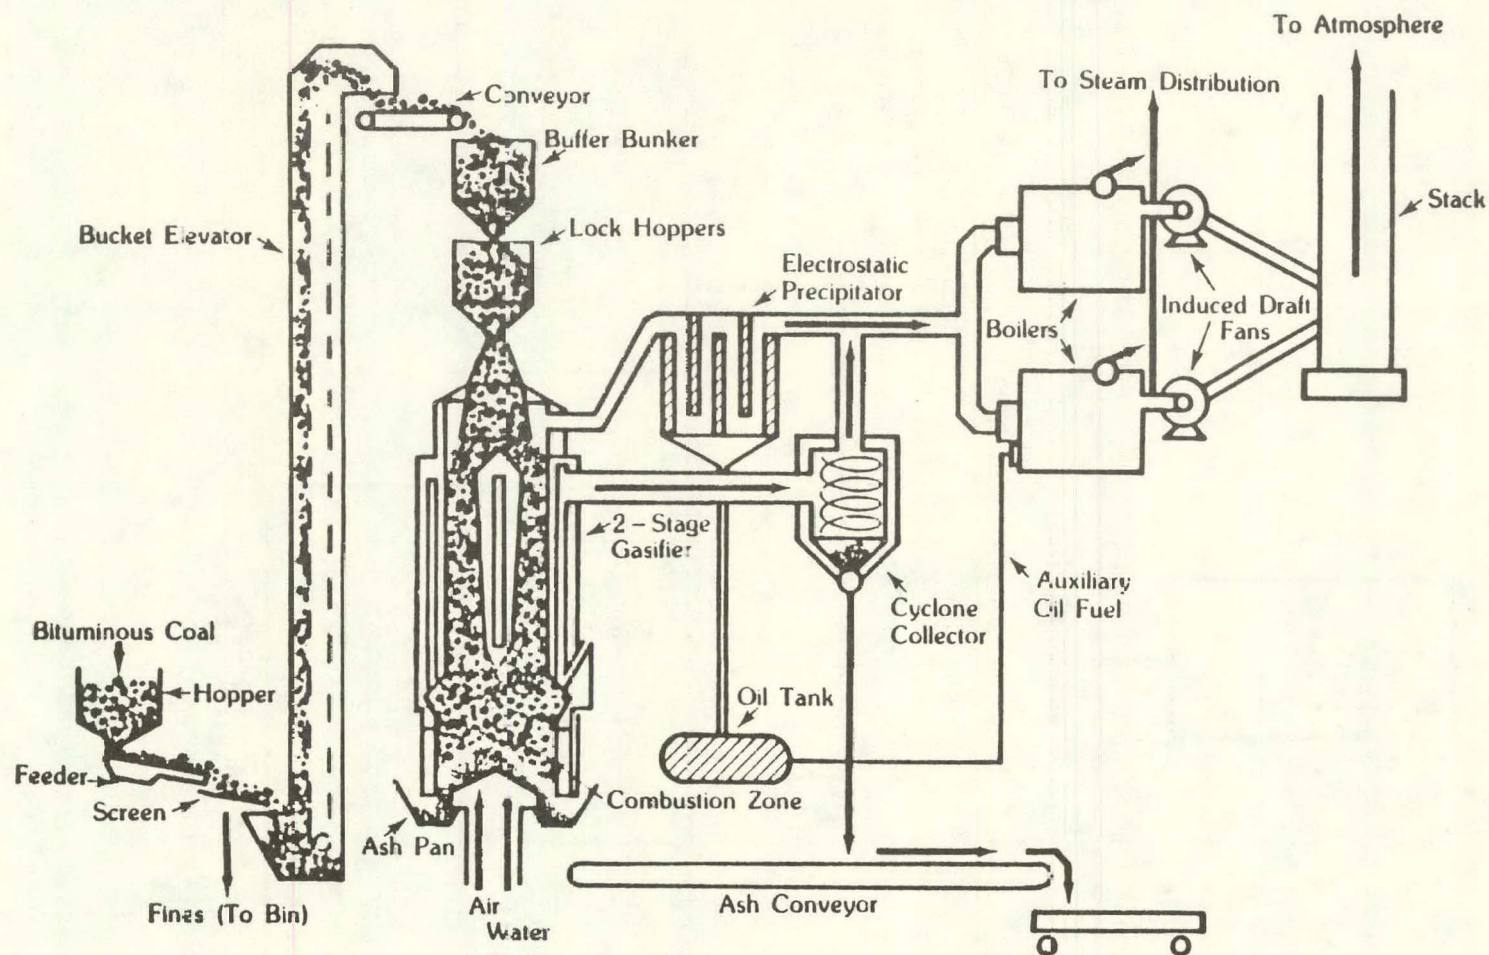 To Atmosphere
To Steam Distribution
Conveyor
Buffer Bunker
Stack
Lock Hoppers
Bucket Elevator
Electrostatic
Precipitator
Induced Draft
Fans
Boilers
2 - Stage
Gasifier
Auxiliary
Oil Fuel
Cyclone
Collector
Bituminous Coal
Hopper
Oil Tank
Feeder
Screen
Combustion Zone
Ash Pan
Ash Conveyor
Fines (To Bin)
Air
Water